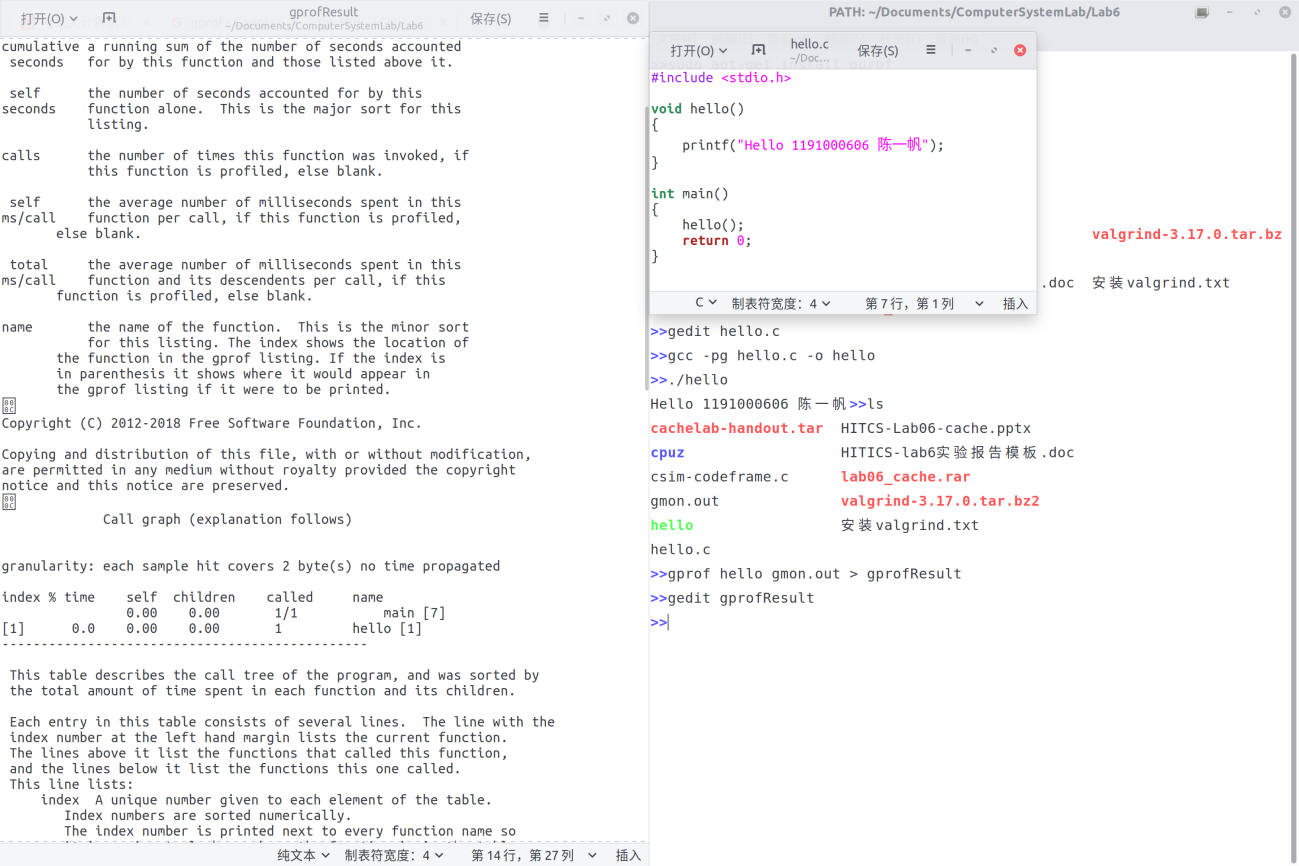 打开(O)
gprofResult
~/Documents/ComputerSystemLab/Lab6
保存(S)
cumulative a running sum of the number of seconds accounted
seconds for by this function and those listed above it.
self the number of seconds accounted for by this
seconds function alone. This is the major sort for this
listing.
calls the number of times this function was invoked, if
this function is profiled, else blank.
self the average number of milliseconds spent in this
ms/call function per call, if this function is profiled,
else blank.
total the average number of milliseconds spent in this
ms/call function and its descendents per call, if this
function is profiled, else blank.
name the name of the function. This is the minor sort
for this listing. The index shows the location of
the function in the gprof listing. If the index is
in parenthesis it shows where it would appear in
the gprof listing if it were to be printed.
Copyright (C) 2012-2018 Free Software Foundation, Inc.
Copying and distribution of this file, with or without modification,
are permitted in any medium without royalty provided the copyright
notice and this notice are preserved.
Call graph (explanation follows)
granularity: each sample hit covers 2 byte(s) no time propagated
index % time self children called name
0.00 0.00 1/1 main [7]
[1] 0.0 0.00 0.00 1 hello [1]
-----------------------------------------------
This table describes the call tree of the program, and was sorted by
the total amount of time spent in each function and its children.
Each entry in this table consists of several lines. The line with the
index number at the left hand margin lists the current function.
The lines above it list the functions that called this function,
and the lines below it list the functions this one called.
This line lists:
index A unique number given to each element of the table.
Index numbers are sorted numerically.
The index number is printed next to every function name so
纯文本 制表符宽度：4 第 14 行，第 27 列 插入
PATH: ~/Documents/ComputerSystemLab/Lab6
打开(O)
hello.c
~/Doc...
保存(S)
#include <stdio.h>
void hello()
{
printf("Hello 1191000606 陈一帆");
}
int main()
{
hello();
return 0;
}
C 制表符宽度：4 第 7 行，第 1 列 插入
valgrind-3.17.0.tar.bz
.doc 安装valgrind.txt
>>gedit hello.c
>>gcc -pg hello.c -o hello
>>./hello
Hello 1191000606 陈一帆>>ls
cachelab-handout.tar HITCS-Lab06-cache.pptx
cpuz HITICS-lab6实验报告模板.doc
csim-codeframe.c lab06_cache.rar
gmon.out valgrind-3.17.0.tar.bz2
hello 安装valgrind.txt
hello.c
>>gprof hello gmon.out > gprofResult
>>gedit gprofResult
>>